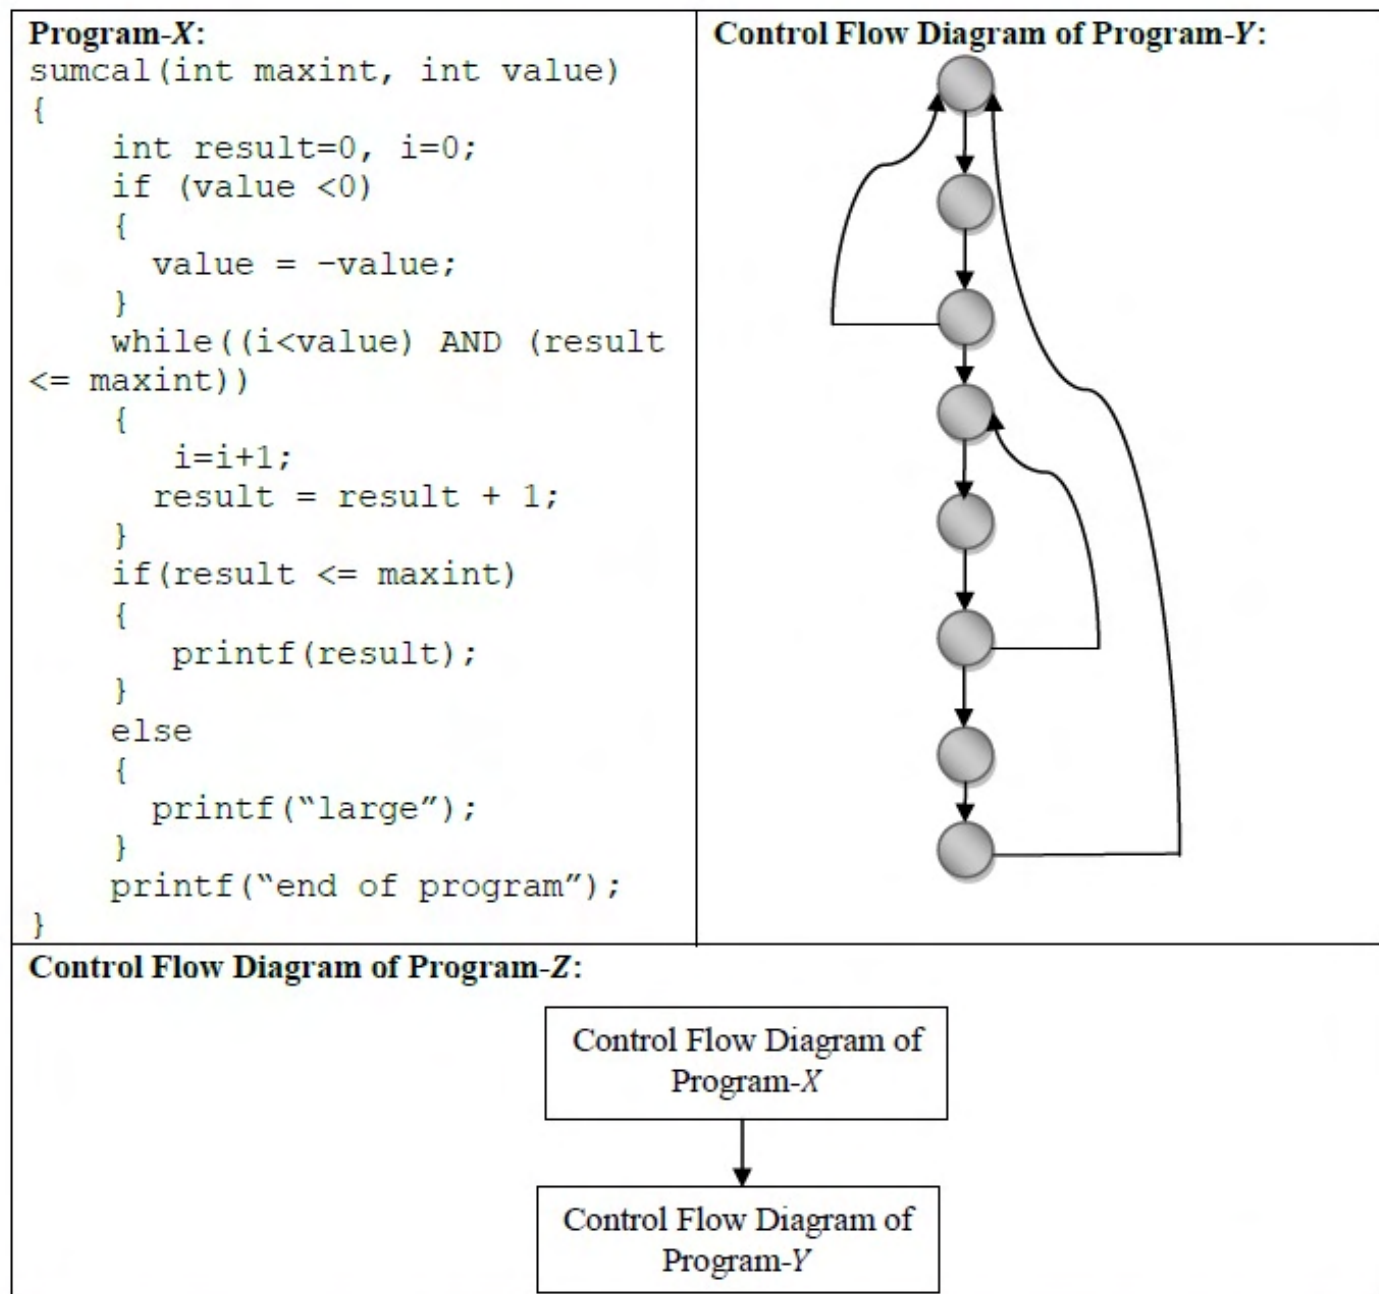 Program-X:
sumcal(int maxint, int value)
{
int result=0, i=0;
if (value <0)
{
value = -value;
}
while((i<value) AND (result
<= maxint))
{
i=i+1;
result = result + 1;
}
if(result <= maxint)
{
printf(result);
}
else
{
printf(“large”);
}
printf(“end of program”);
}
Control Flow Diagram of Program-Y:
Control Flow Diagram of Program-Z:
Control Flow Diagram of
Program-X
Control Flow Diagram of
Program-Y